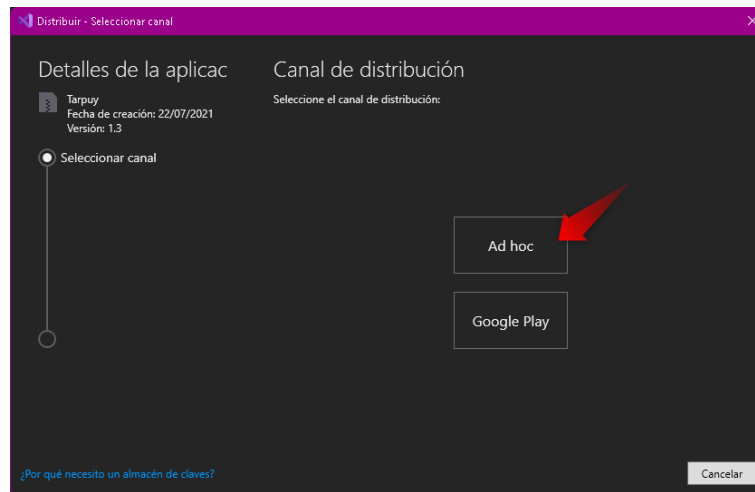 Distribuir - Seleccionar canal
Detalles de la aplicac
Tarpuy
Fecha de creación: 22/07/2021
Versión: 1.3
Seleccionar canal
Canal de distribución
Seleccione el canal de distribución:
Ad hoc
Google Play
¿Por qué necesito un almacén de claves?
Cancelar